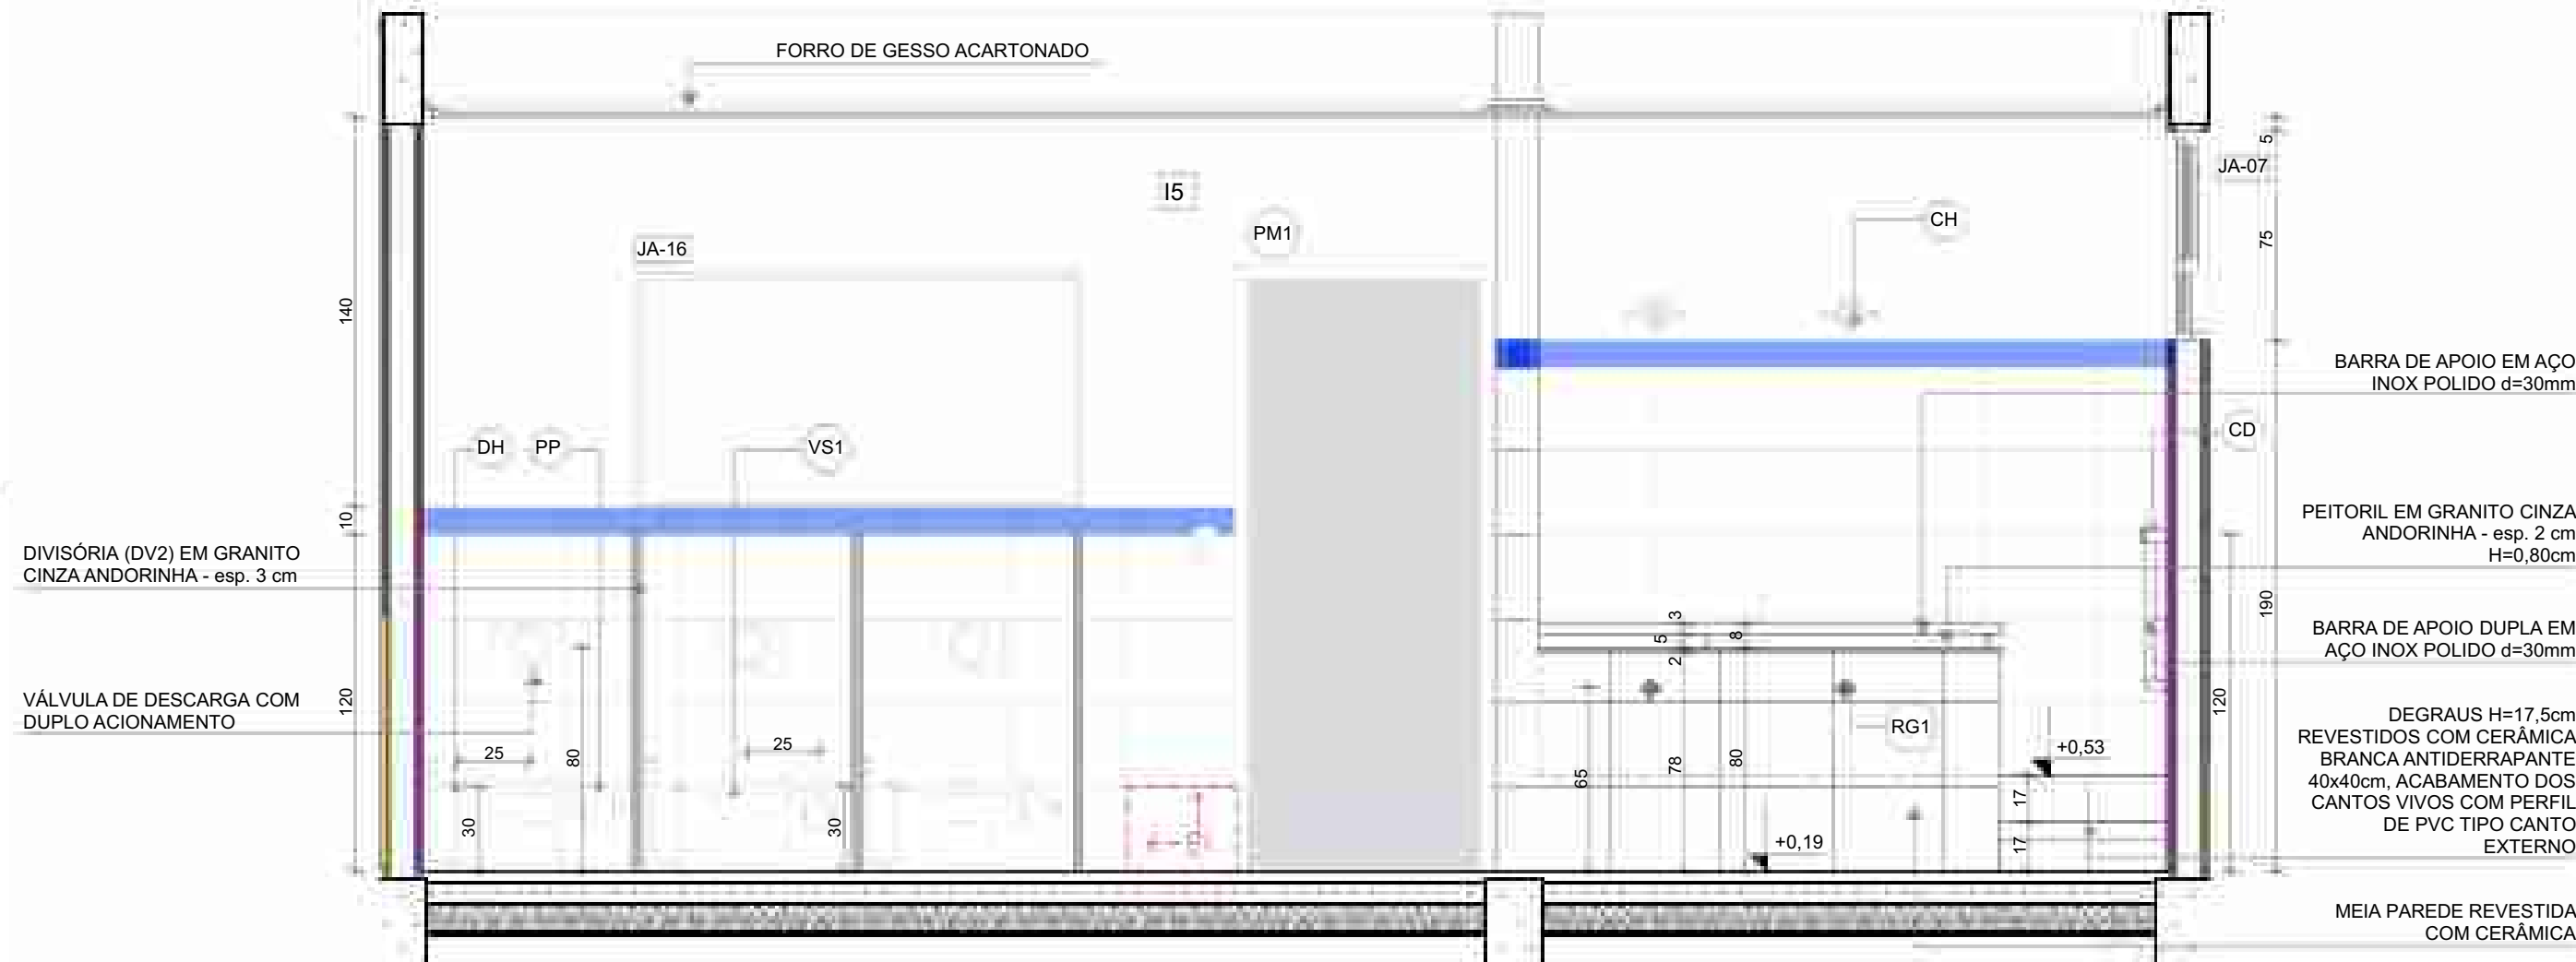 FORRO DE GESSO ACARTONADO
5
JA-07
I5
CH
PM1
75
JA-16
140
BARRA DE APOIO EM AÇO
INOX POLIDO d=30mm
CD
DH
PP
VS1
10
PEITORIL EM GRANITO CINZA
ANDORINHA - esp. 2 cm
H=0,80cm
DIVISÓRIA (DV2) EM GRANITO
CINZA ANDORINHA - esp. 3 cm
190
3
5
8
2
BARRA DE APOIO DUPLA EM
AÇO INOX POLIDO d=30mm
VÁLVULA DE DESCARGA COM
DUPLO ACIONAMENTO
120
120
RG1
25
25
80
65
78
80
+0,53
17
17
+0,19
30
30
DEGRAUS H=17,5cm
REVESTIDOS COM CERÂMICA
BRANCA ANTIDERRAPANTE
40x40cm, ACABAMENTO DOS
CANTOS VIVOS COM PERFIL
DE PVC TIPO CANTO
EXTERNO
MEIA PAREDE REVESTIDA
COM CERÂMICA